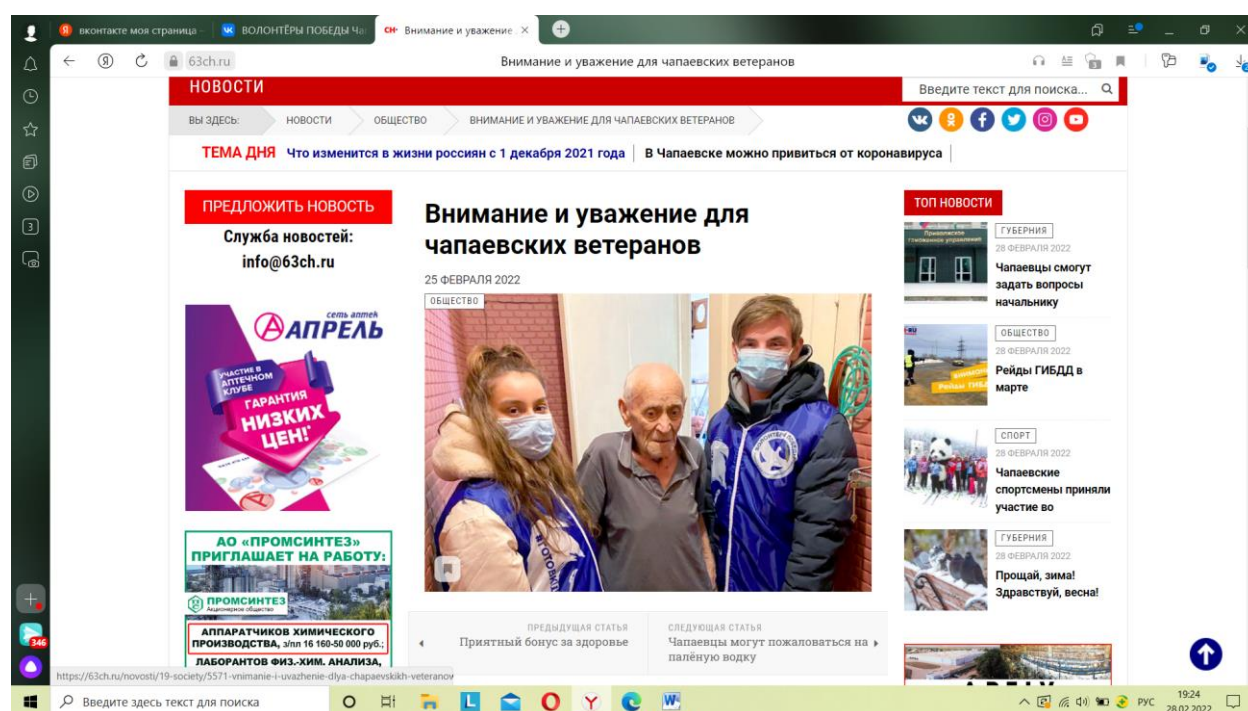 вконтакте моя страница –
ВОЛОНТЁРЫ ПОБЕДЫ Ча
СН· Внимание и уважение
63ch.ru
Внимание и уважение для чапаевских ветеранов
НОВОСТИ
Введите текст для поиска...
ВЫ ЗДЕСЬ:
НОВОСТИ
ОБЩЕСТВО
ВНИМАНИЕ И УВАЖЕНИЕ ДЛЯ ЧАПАЕВСКИХ ВЕТЕРАНОВ
ТЕМА ДНЯ Что изменится в жизни россиян с 1 декабря 2021 года В Чапаевске можно привиться от коронавируса
ПРЕДЛОЖИТЬ НОВОСТЬ
Служба новостей:
info@63ch.ru
сеть аптек
АПРЕЛЬ
УЧАСТИЕ В
АПТЕЧНОМ
КЛУБЕ
ГАРАНТИЯ
НИЗКИХ
ЦЕН!*
АО «ПРОМСИНТЕЗ»
ПРИГЛАШАЕТ НА РАБОТУ:
ПРОМСИНТЕЗ
Акционерное общество
АППАРАТЧИКОВ ХИМИЧЕСКОГО
ПРОИЗВОДСТВА, з/пл 16 160-50 000 руб.;
ЛАБОРАНТОВ ФИЗ.-ХИМ. АНАЛИЗА,
Внимание и уважение для
чапаевских ветеранов
25 ФЕВРАЛЯ 2022
ОБЩЕСТВО
ПРЕДЫДУЩАЯ СТАТЬЯ
Приятный бонус за здоровье
СЛЕДУЮЩАЯ СТАТЬЯ
Чапаевцы могут пожаловаться на
палёную водку
ТОП НОВОСТИ
ГУБЕРНИЯ
28 ФЕВРАЛЯ 2022
Чапаевцы смогут
задать вопросы
начальнику
ОБЩЕСТВО
28 ФЕВРАЛЯ 2022
Рейды ГИБДД в
марте
СПОРТ
28 ФЕВРАЛЯ 2022
Чапаевские
спортсмены приняли
участие во
ГУБЕРНИЯ
28 ФЕВРАЛЯ 2022
Прощай, зима!
Здравствуй, весна!
346
https://63ch.ru/novosti/19-society/5571-vnimanie-i-uvazhenie-dlya-chapaevskikh-veteranov
Введите здесь текст для поиска
РУС
19:24
28.02.2022